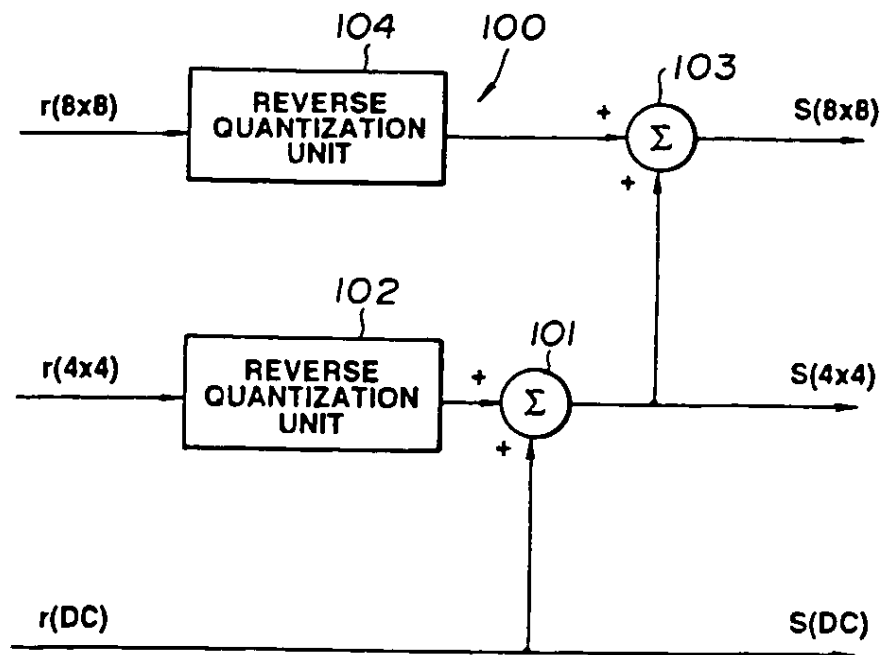 104
100
103
r(8x8)
REVERSE
QUANTIZATION
UNIT
+
Σ
S(8x8)
+
102
101
r(4x4)
REVERSE
QUANTIZATION
UNIT
+
Σ
S(4x4)
+
r(DC)
S(DC)